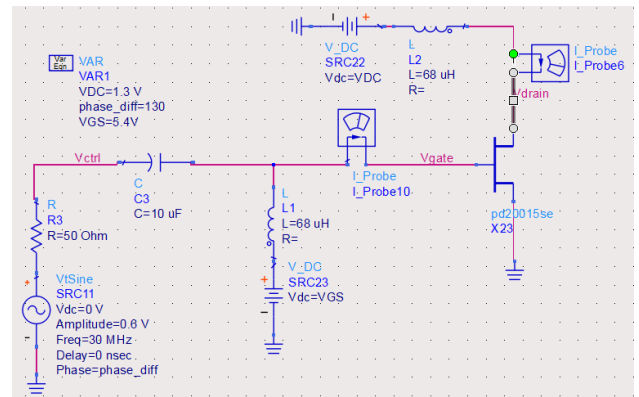 V_DC
SRC22
Vdc=VDC
L
L2
L=68 uH
R=
I_Probe
I_Probe6
Vdrain
Var
Eqn
VAR
VAR1
VDC=1.3 V
phase_diff=130
VGS=5.4V
Vctrl
C
C3
C=10 uF
I_Probe
I_Probe10
Vgate
pd20015se
X23
R
R3
R=50 Ohm
L
L1
L=68 uH
R=
V_DC
SRC23
Vdc=VGS
VtSine
SRC11
Vdc=0 V
Amplitude=0.6 V
Freq=30 MHz
Delay=0 nsec
Phase=phase_diff